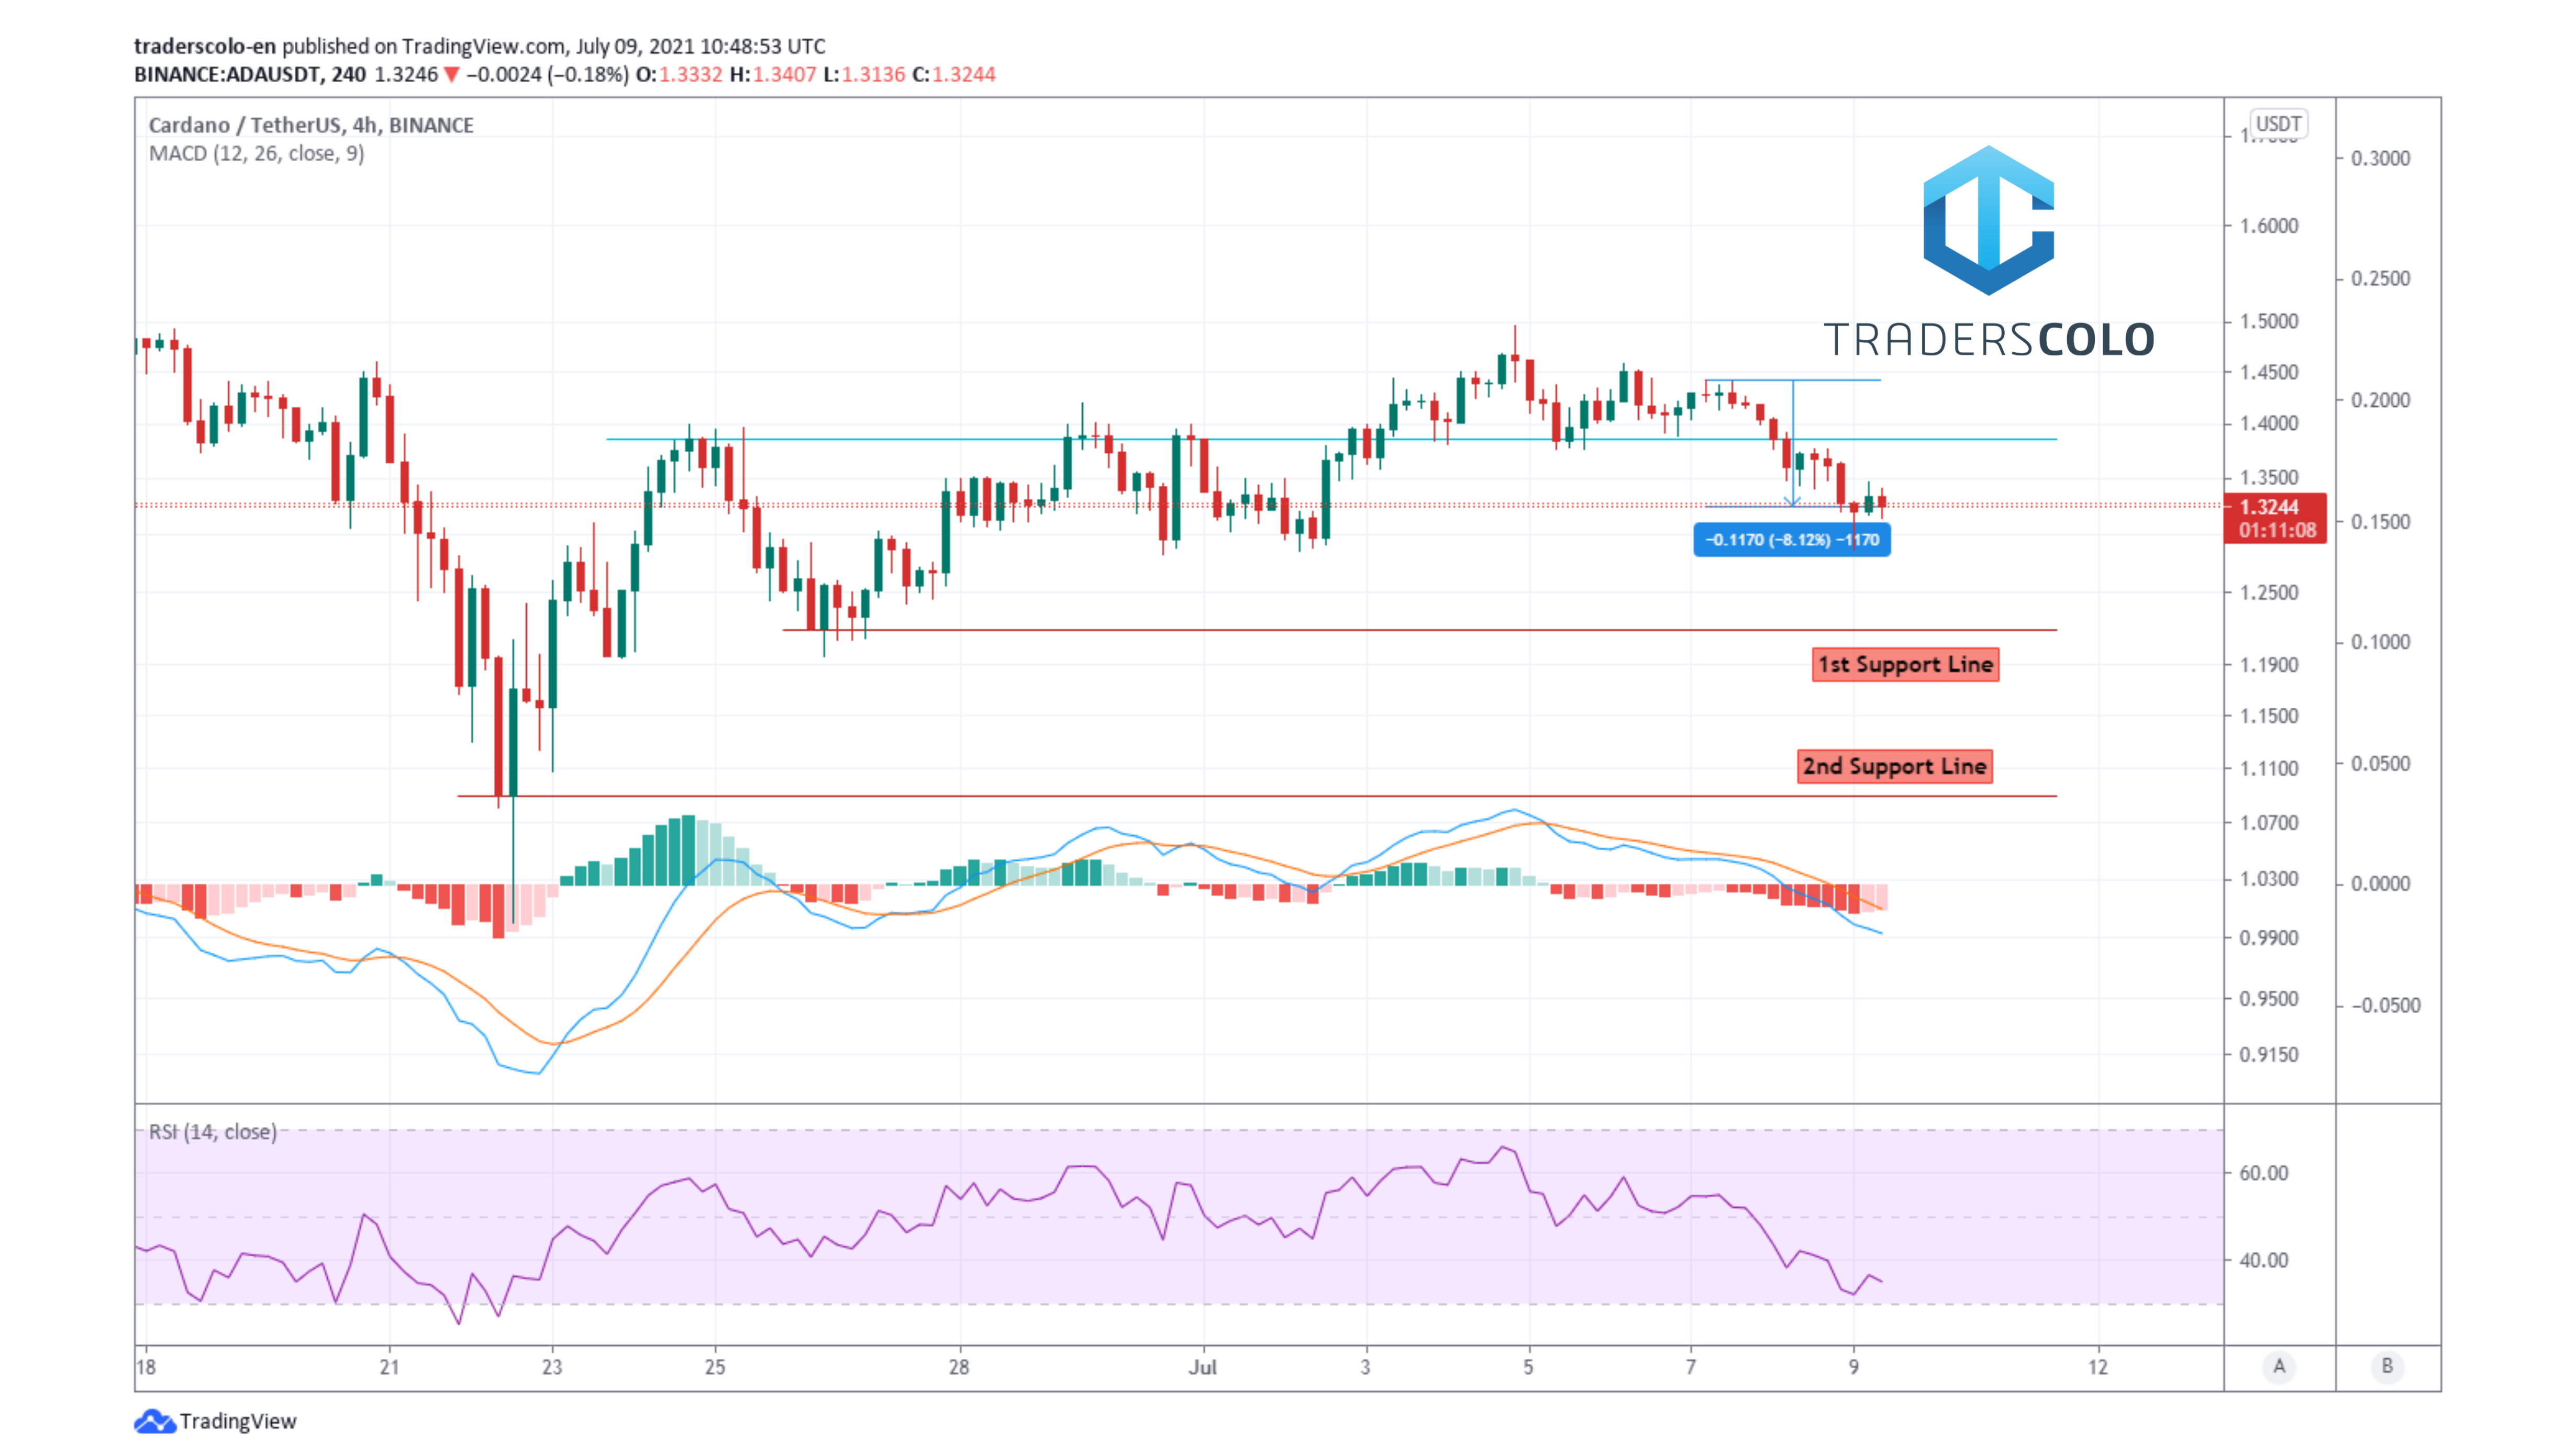 traderscolo-en published on TradingView.com, July 09, 2021 10:48:53 UTC
BINANCE:ADAUSDT, 240 1.3246 ▼ −0.0024 (−0.18%) O:1.3332 H:1.3407 L:1.3136 C:1.3244
Cardano / TetherUS, 4h, BINANCE
MACD (12, 26, close, 9)
USDT
TRADERSCOLO
1.6000
1.5000
1.4500
1.4000
1.3500
1.3244
01:11:08
1.2500
1.1900
1.1500
1.1100
1.0700
1.0300
0.9900
0.9500
0.9150
0.3000
0.2500
0.2000
0.1500
0.1000
0.0500
0.0000
−0.0500
−0.1170 (−8.12%) −1170
1st Support Line
2nd Support Line
RSI (14, close)
60.00
40.00
18 21 23 25 28 Jul 3 5 7 9 12 A B
TradingView